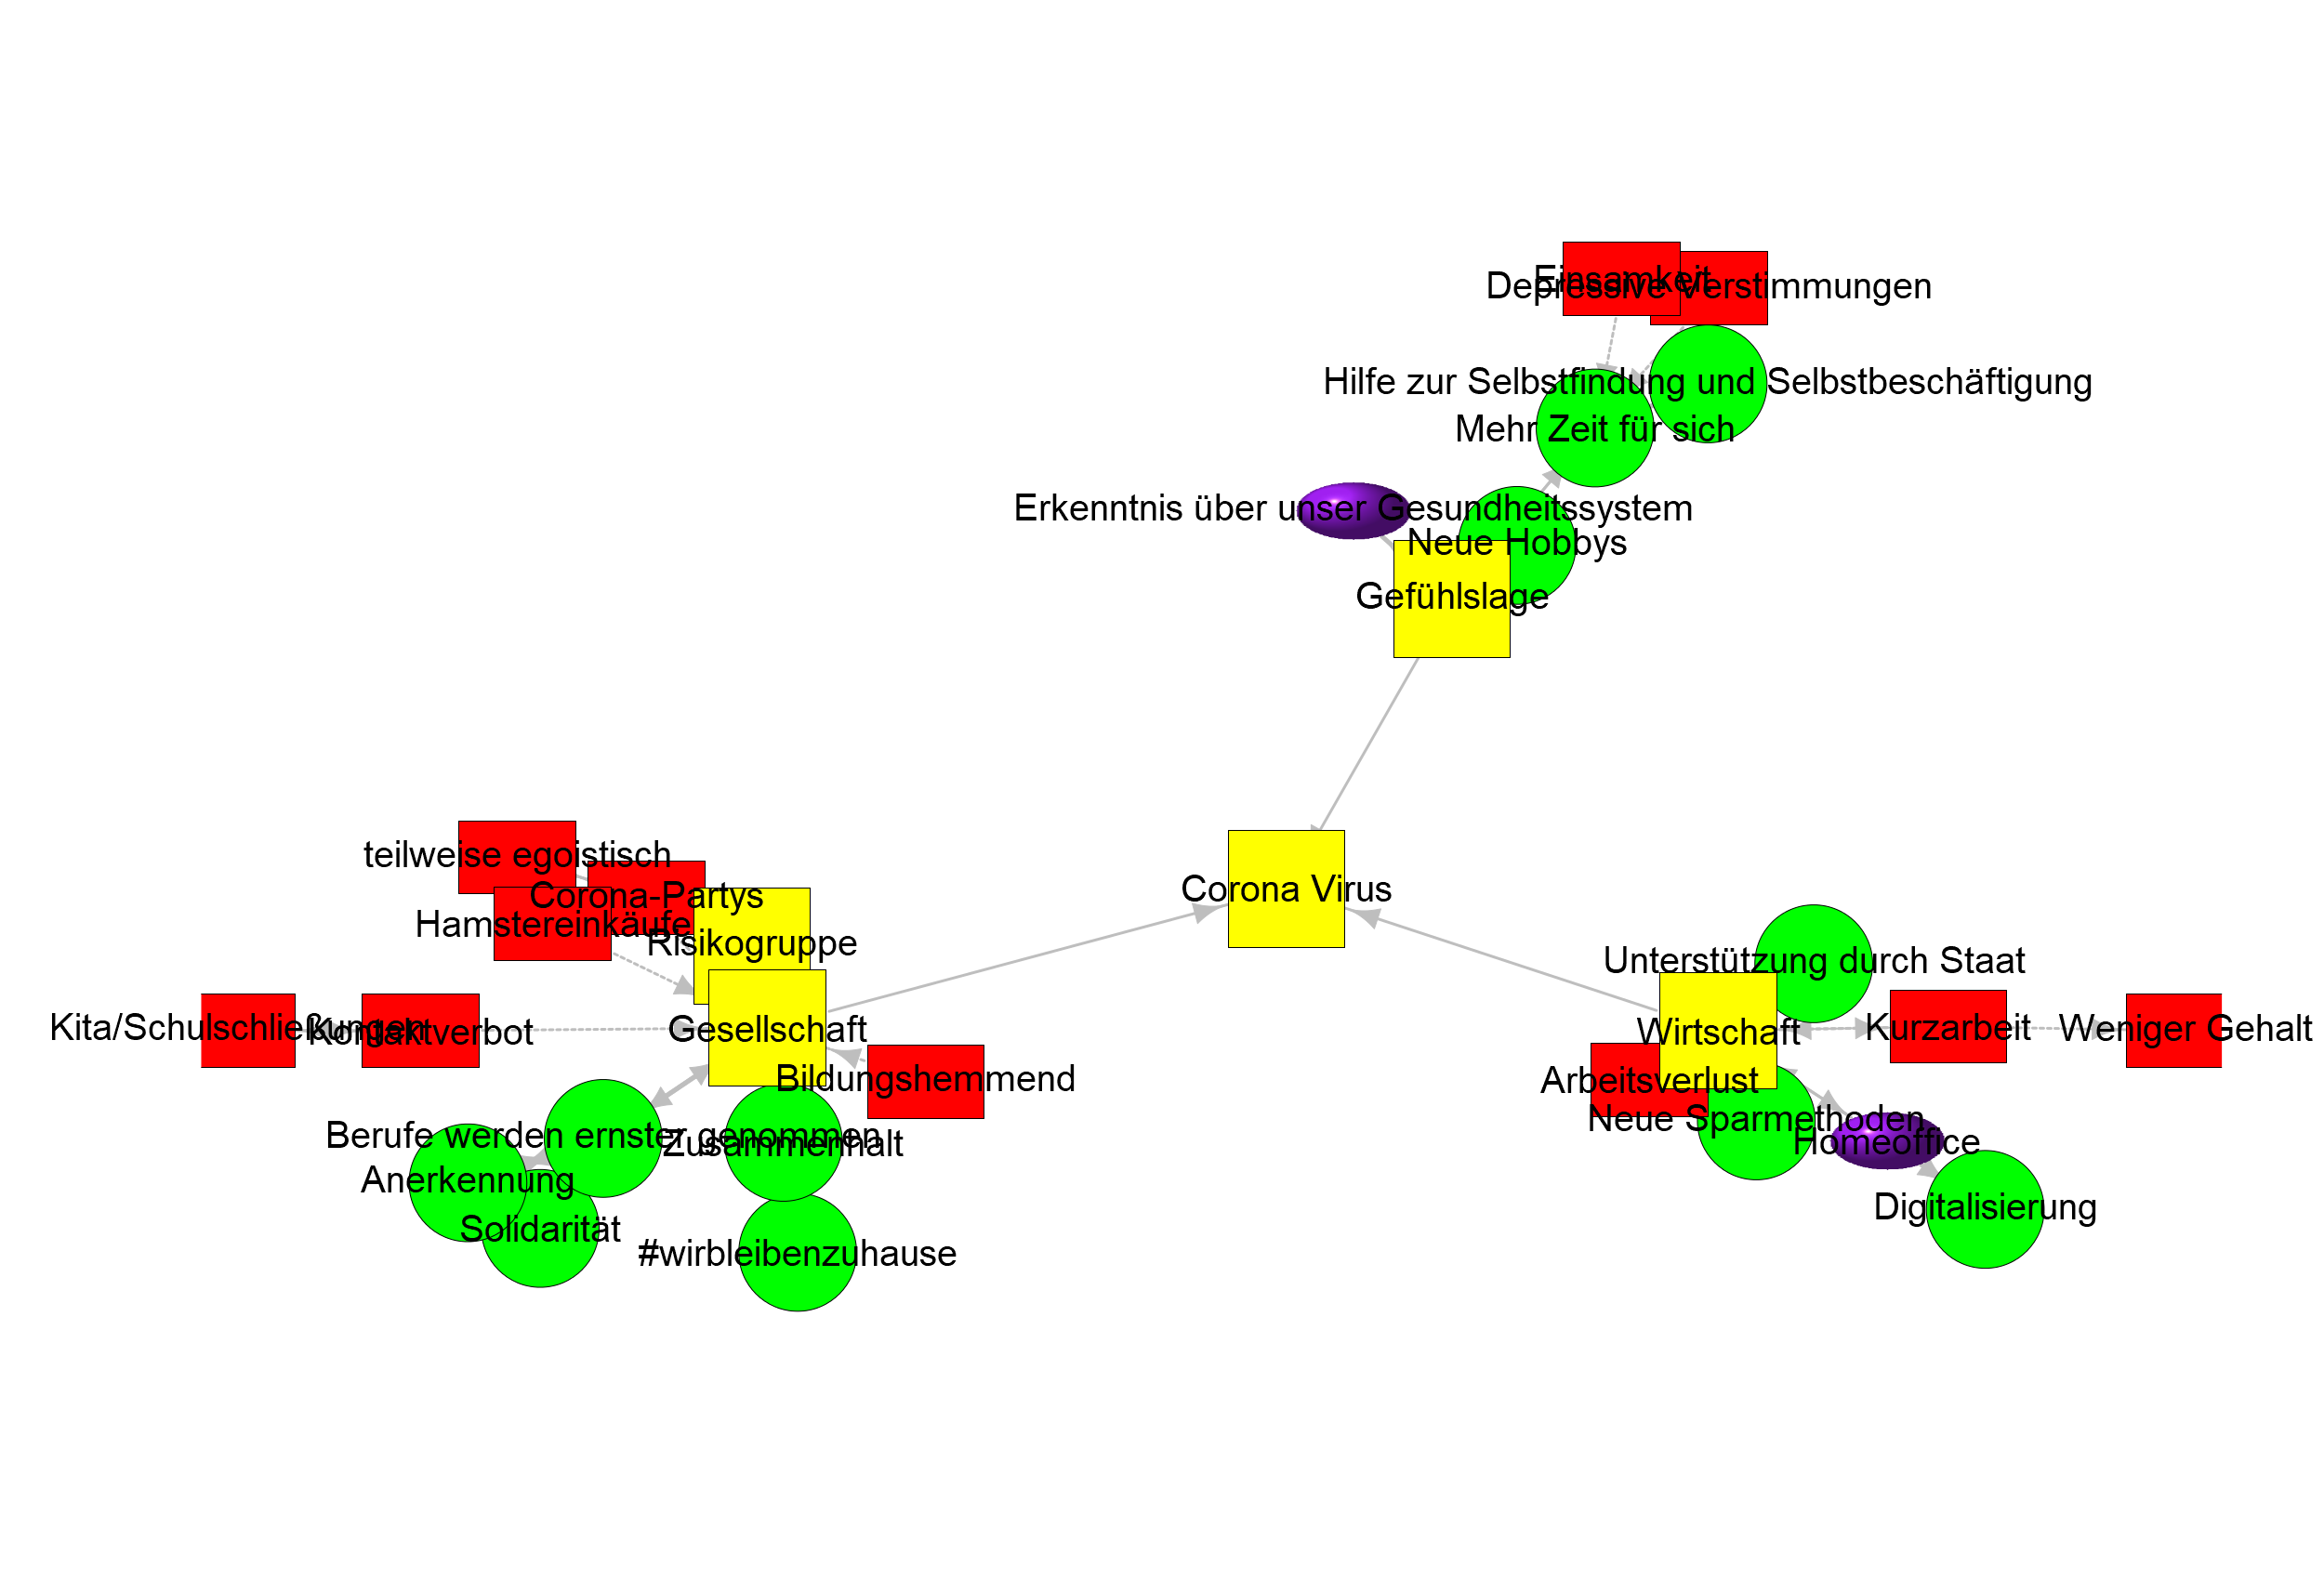 Einsamkeit
Depressive Verstimmungen
Hilfe zur Selbstfindung und Selbstbeschäftigung
Mehr Zeit für sich
Erkenntnis über unser Gesundheitssystem
Neue Hobbys
Gefühlslage
teilweise egoistisch
Corona-Partys
Corona Virus
Hamstereinkäufe
Risikogruppe
Unterstützung durch Staat
Kita/Schulschließungen
Kontaktverbot
Gesellschaft
Wirtschaft
Kurzarbeit
Weniger Gehalt
Bildungshemmend
Arbeitsverlust
Neue Sparmethoden
Berufe werden ernster genommen
Zusammenhalt
Homeoffice
Anerkennung
Digitalisierung
Solidarität
#wirbleibenzuhause